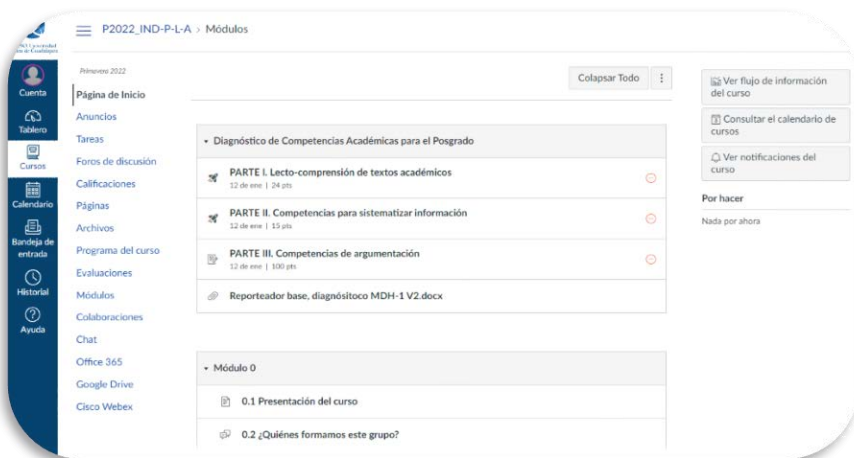 P2022_IND-P-L-A > Módulos
Cuenta
Tablero
Cursos
Calendario
Bandeja de
entrada
Historial
Ayuda
Primavera 2022
Página de Inicio
Anuncios
Tareas
Foros de discusión
Calificaciones
Páginas
Archivos
Programa del curso
Evaluaciones
Módulos
Colaboraciones
Chat
Office 365
Google Drive
Cisco Webex
Colapsar Todo
Diagnóstico de Competencias Académicas para el Posgrado
PARTE I. Lecto-comprensión de textos académicos
12 de ene | 24 pts
PARTE II. Competencias para sistematizar información
12 de ene | 15 pts
PARTE III. Competencias de argumentación
12 de ene | 100 pts
Reporteador base, diagnósitoco MDH-1 V2.docx
Módulo 0
0.1 Presentación del curso
0.2 ¿Quiénes formamos este grupo?
Ver flujo de información
del curso
Consultar el calendario de
cursos
Ver notificaciones del
curso
Por hacer
Nada por ahora